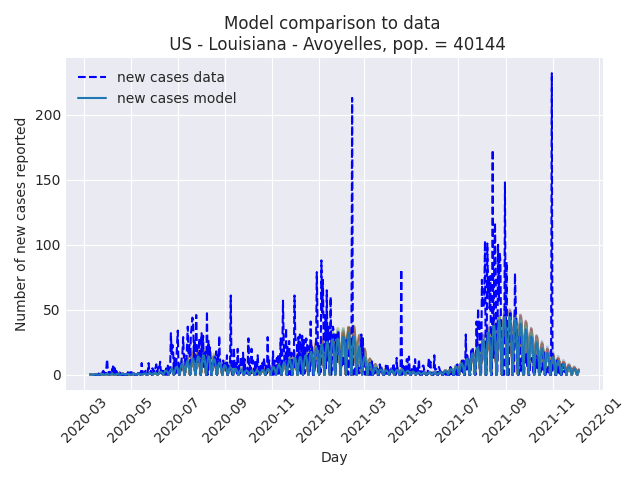 Model comparison to data
US - Louisiana - Avoyelles, pop. = 40144
new cases data
new cases model
Number of new cases reported
200
150
100
50
0
2020-03
2020-05
2020-07
2020-09
2020-11
2021-01
2021-03
2021-05
2021-07
2021-09
2021-11
2022-01
Day